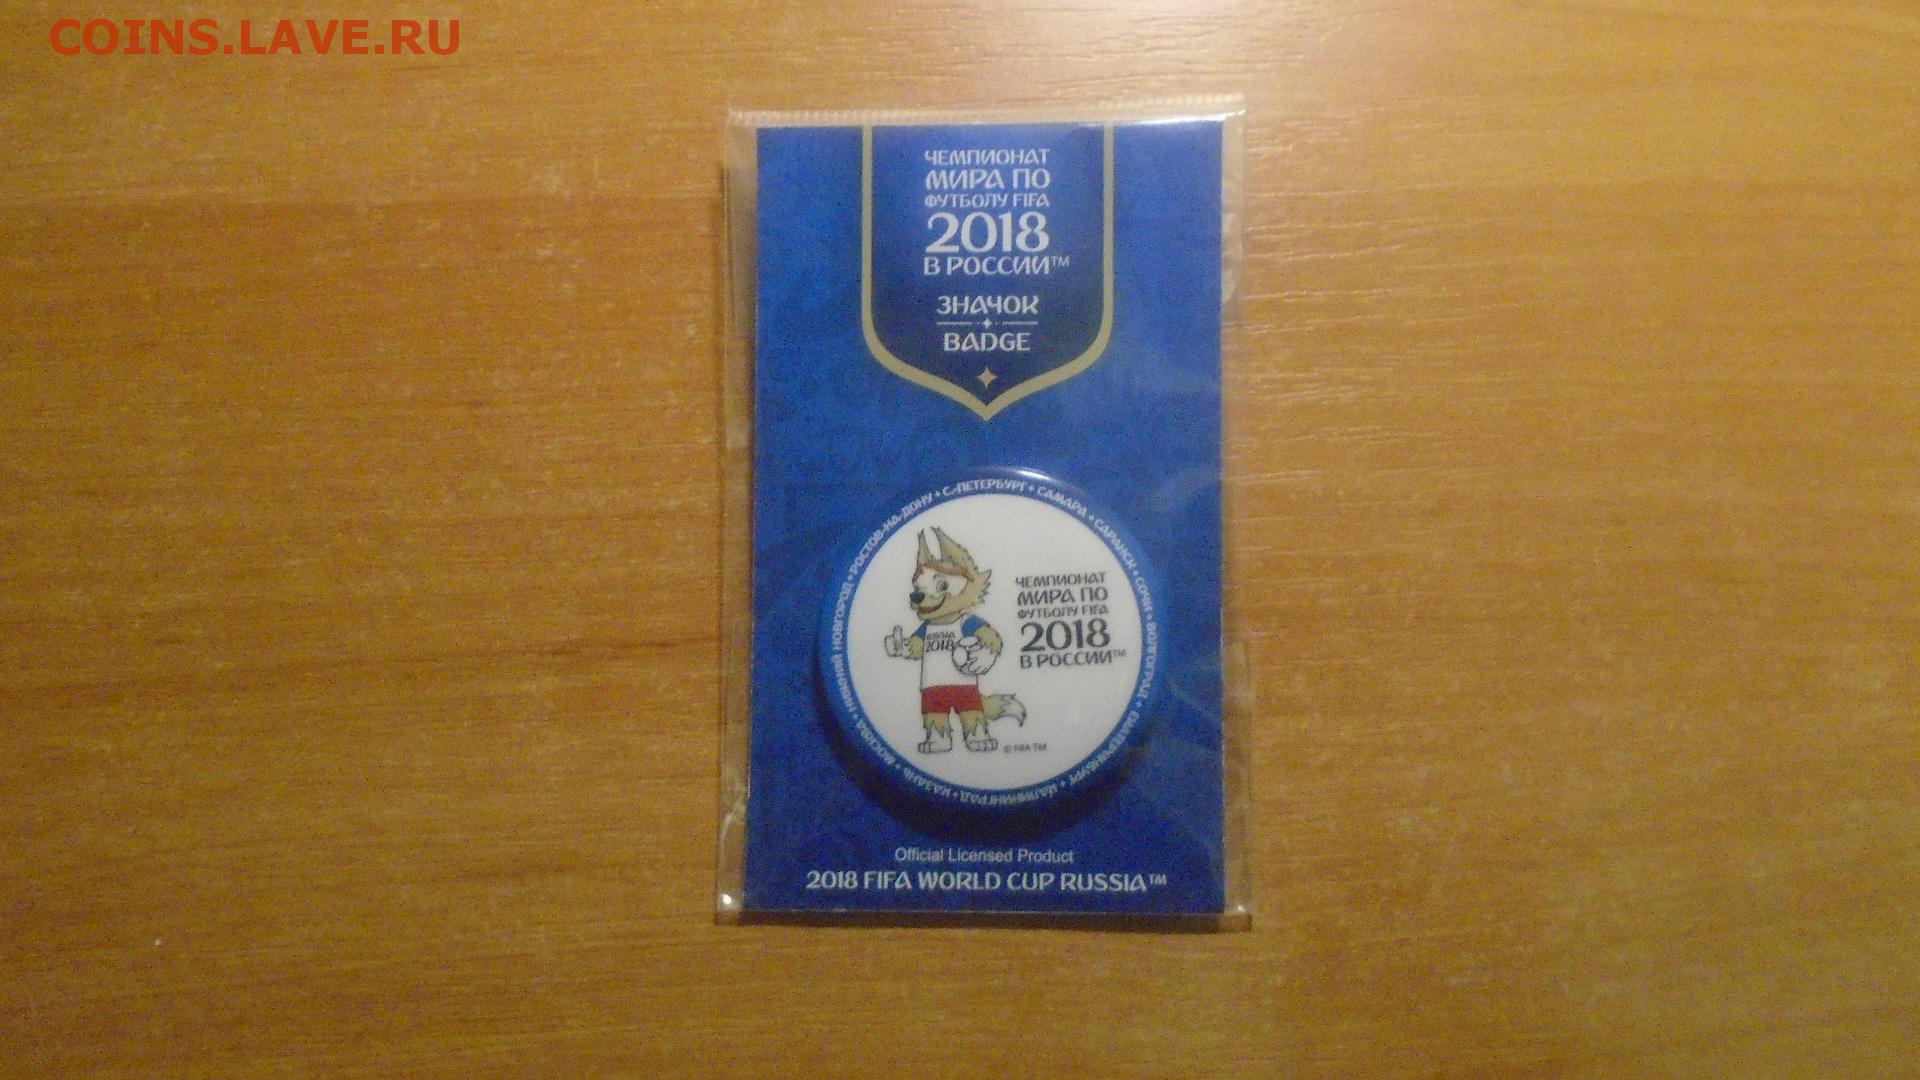 COINS.LAVE.RU
ЧЕМПИОНАТ
МИРА ПО
ФУТБОЛУ FIFA
2018
В РОССИИ™
ЗНАЧОК
BADGE
НИЖНИЙ НОВГОРОД • РОСТОВ-НА-ДОНУ • С.-ПЕТЕРБУРГ • САМАРА • САРАНСК • СОЧИ • ВОЛГОГРАД • ЕКАТЕРИНБУРГ • КАЛИНИНГРАД • КАЗАНЬ • МОСКВА •
ЧЕМПИОНАТ
МИРА ПО
ФУТБОЛУ FIFA
2018
В РОССИИ™
RUSSIA
2018
© FIFA TM
Official Licensed Product
2018 FIFA WORLD CUP RUSSIA™